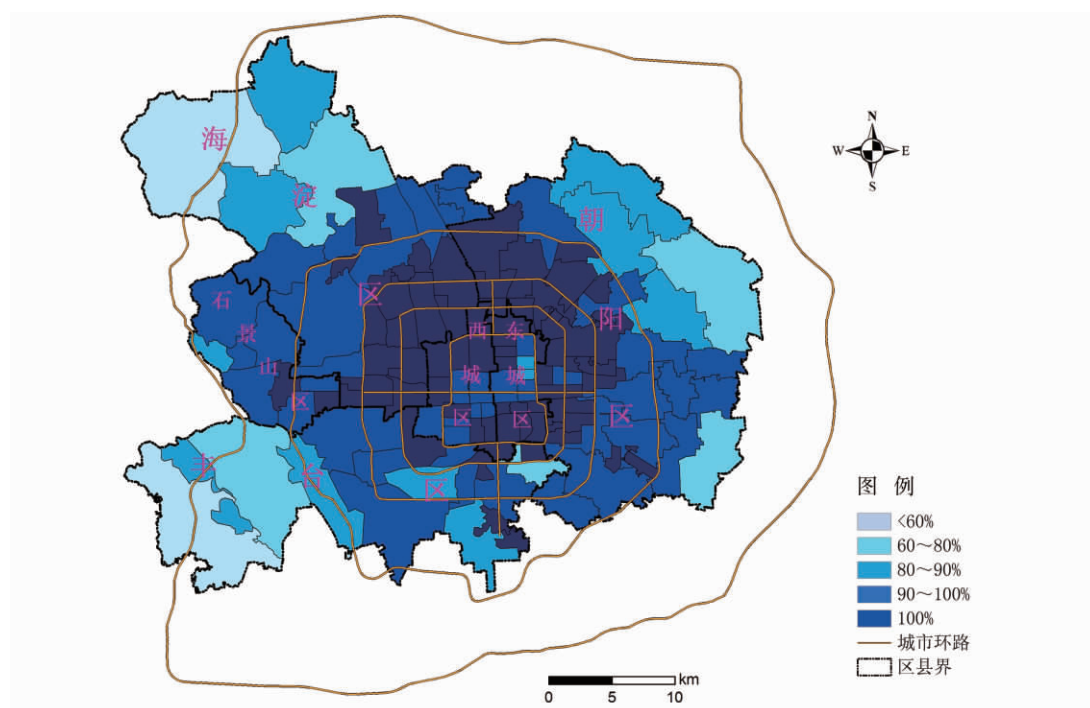 N
W E
S
海
淀
区
朝
阳
区
石
景
山
区
西 东
城 城
区 区
丰
台
区
图 例
<60%
60～80%
80～90%
90～100%
100%
城市环路
区县界
km
0 5 10